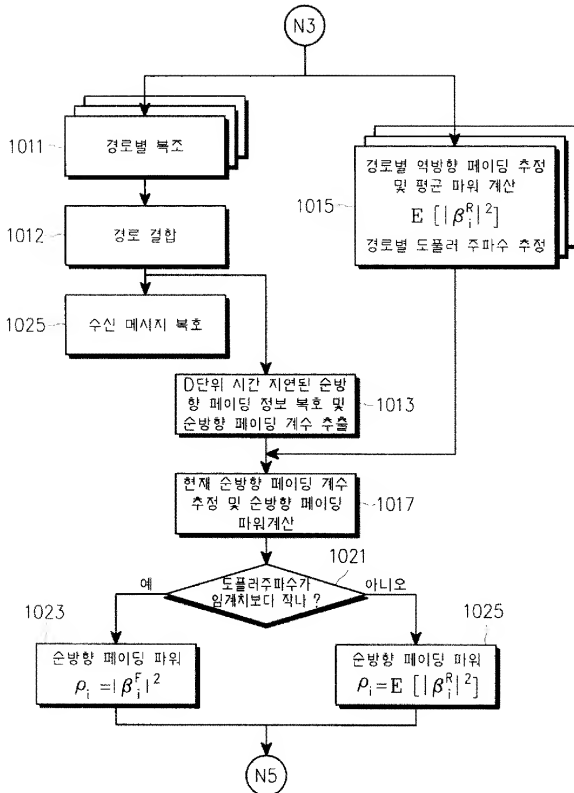 N3
1011
경로별 복조
경로별 역방향 페이딩 추정
및 평균 파워 계산
E [|β_i^R|²]
경로별 도플러 주파수 추정
1015
1012
경로 결합
1025
수신 메시지 복호
D단위 시간 지연된 순방
향 페이딩 정보 복호 및
순방향 페이딩 계수 추출
1013
현재 순방향 페이딩 계수
추정 및 순방향 페이딩
파워계산
1017
1021
도플러주파수가
임계치보다 작나 ?
예
아니오
1023
순방향 페이딩 파워
ρ_i =|β_i^F|²
1025
순방향 페이딩 파워
ρ_i = E [|β_i^R|²]
N5